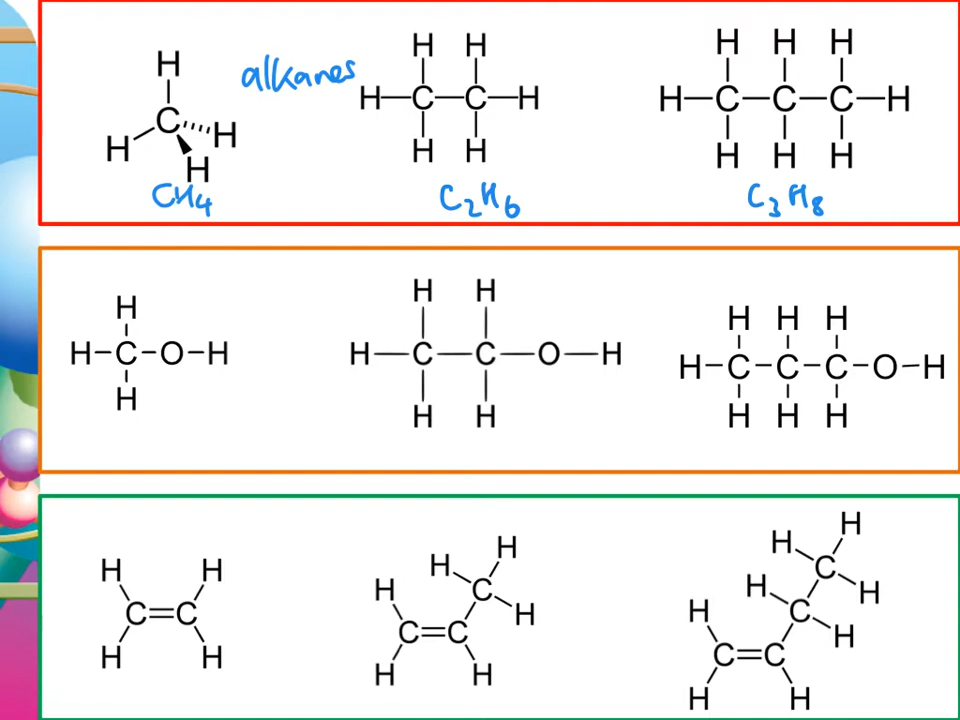 H
C
H H
H
CH4
alkanes
H H
H—C—C—H
H H
C2H6
H H H
H—C—C—C—H
H H H
C3H8
H
H–C–O–H
H
H H
H—C—C—O—H
H H
H H H
H–C–C–C–O–H
H H H
H H
C=C
H H
H
H
H C
H
C=C
H H
H
H
C
H H
H C
H
C=C
H H